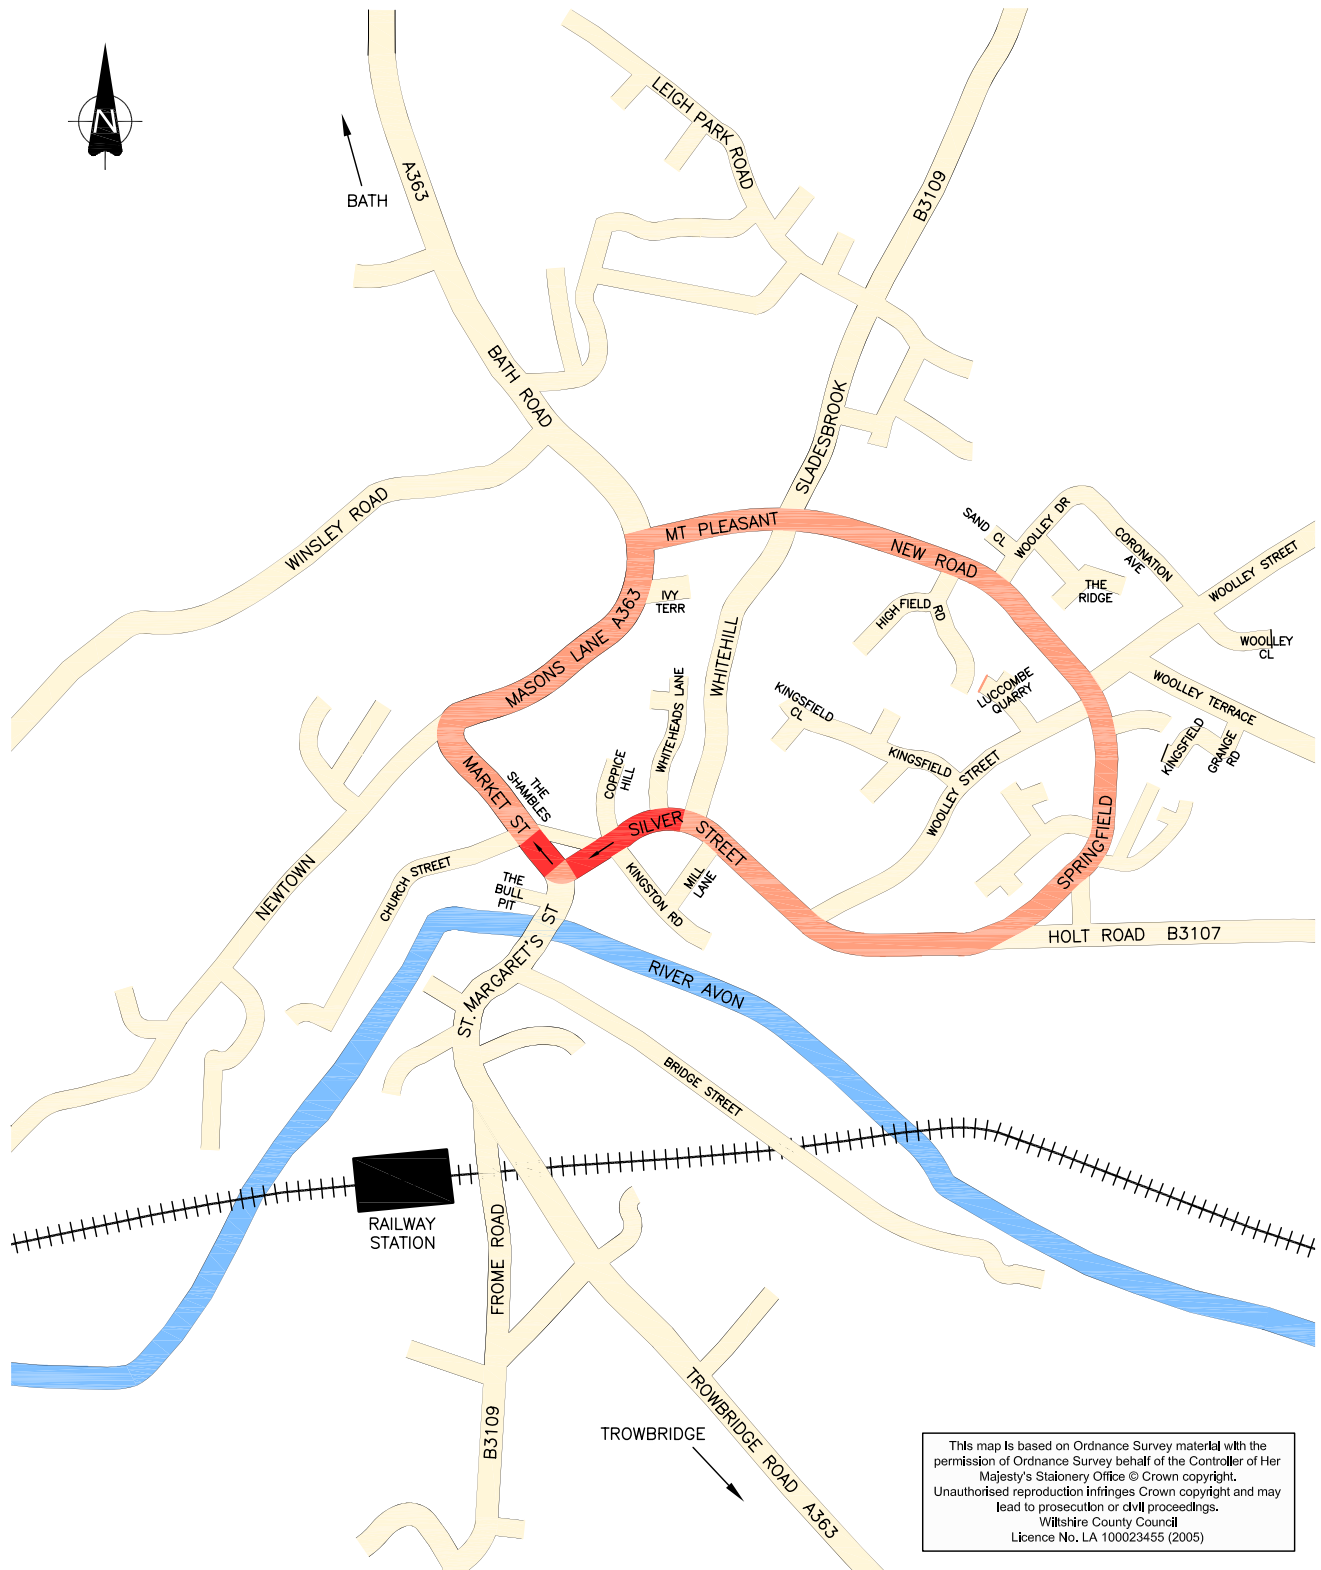 N
BATH
A363
LEIGH PARK ROAD
B3109
BATH ROAD
SLADESBROOK
WINSLEY ROAD
MT PLEASANT
NEW ROAD
SAND CL
WOOLLEY DR
CORONATION
AVE
WOOLLEY STREET
THE
RIDGE
HIGHFIELD RD
IVY
TERR
MASONS LANE A363
WHITEHILL
WOOLLEY
CL
WOOLLEY TERRACE
LUCCOMBE
QUARRY
KINGSFIELD
CL
KINGSFIELD
WHITEHEADS LANE
KINGSFIELD
GRANGE
RD
WOOLLEY STREET
COPPICE
HILL
THE
SHAMBLES
MARKET ST
SILVER STREET
SPRINGFIELD
CHURCH STREET
NEWTOWN
THE
BULL
PIT
KINGSTON RD
MILL
LANE
HOLT ROAD B3107
ST. MARGARET'S ST
RIVER AVON
BRIDGE STREET
RAILWAY
STATION
FROME ROAD
B3109
TROWBRIDGE
TROWBRIDGE ROAD A363
This map is based on Ordnance Survey material with the
permission of Ordnance Survey behalf of the Controller of Her
Majesty's Staionery Office © Crown copyright.
Unauthorised reproduction infringes Crown copyright and may
lead to prosecution or civil proceedings.
Wiltshire County Council
Licence No. LA 100023455 (2005)